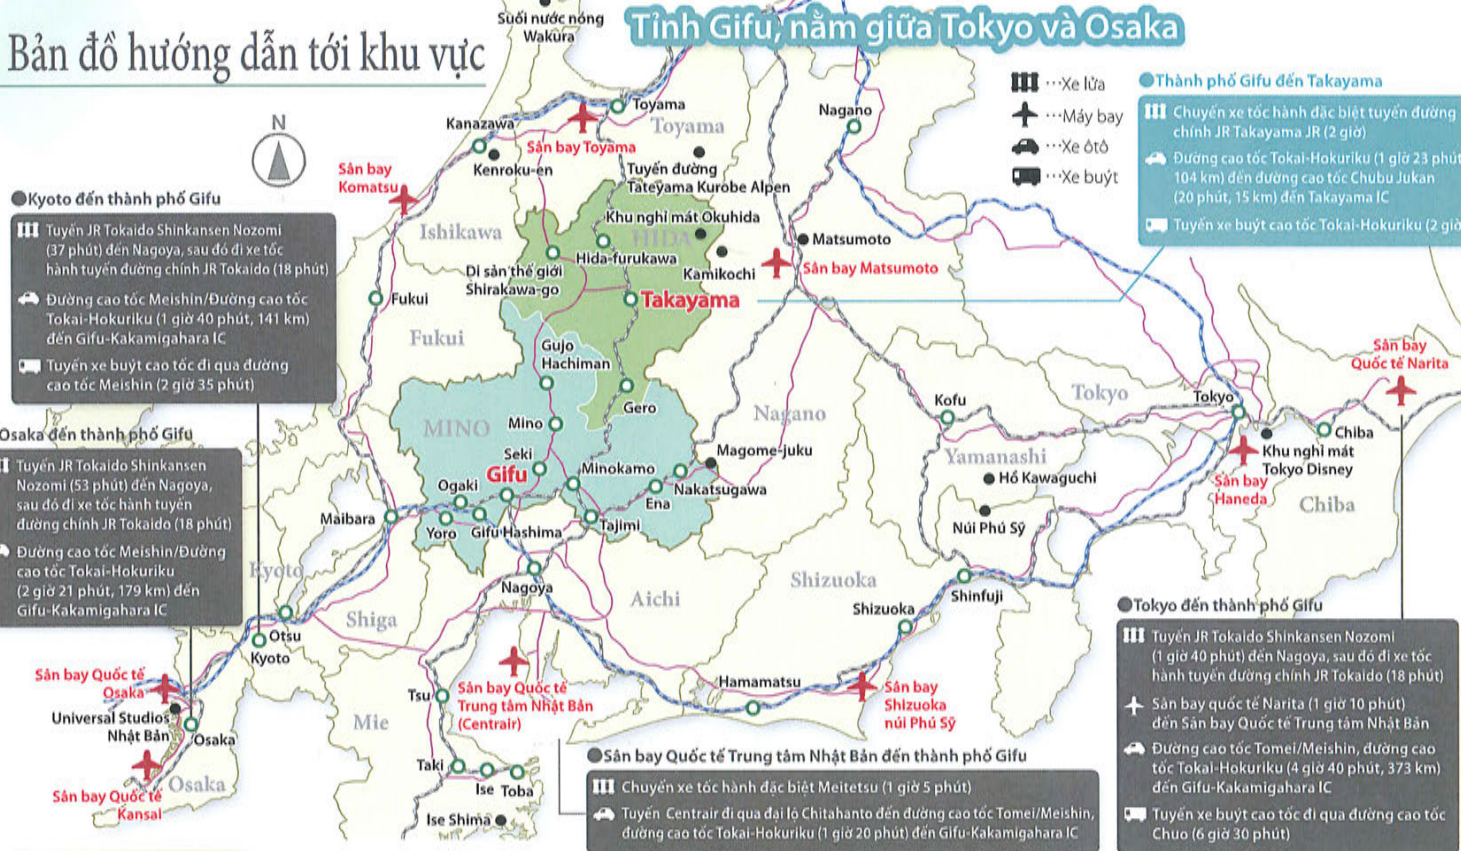 Bản đồ hướng dẫn tới khu vực
Tỉnh Gifu, nằm giữa Tokyo và Osaka
Suối nước nóng
Wakura
N
···Xe lửa
···Máy bay
···Xe ôtô
···Xe buýt
Thành phố Gifu đến Takayama
Chuyến xe tốc hành đặc biệt tuyến đường
chính JR Takayama JR (2 giờ)
Đường cao tốc Tokai-Hokuriku (1 giờ 23 phút
104 km) đến đường cao tốc Chubu Jukan
(20 phút, 15 km) đến Takayama IC
Tuyến xe buýt cao tốc Tokai-Hokuriku (2 giờ
Kyoto đến thành phố Gifu
Tuyến JR Tokaido Shinkansen Nozomi
(37 phút) đến Nagoya, sau đó đi xe tốc
hành tuyến đường chính JR Tokaido (18 phút)
Đường cao tốc Meishin/Đường cao tốc
Tokai-Hokuriku (1 giờ 40 phút, 141 km)
đến Gifu-Kakamigahara IC
Tuyến xe buýt cao tốc đi qua đường
cao tốc Meishin (2 giờ 35 phút)
Osaka đến thành phố Gifu
Tuyến JR Tokaido Shinkansen
Nozomi (53 phút) đến Nagoya,
sau đó đi xe tốc hành tuyến
đường chính JR Tokaido (18 phút)
Đường cao tốc Meishin/Đường
cao tốc Tokai-Hokuriku
(2 giờ 21 phút, 179 km) đến
Gifu-Kakamigahara IC
Toyama
Toyama
Kanazawa
Sân bay Toyama
Kenroku-en
Sân bay
Komatsu
Tuyến đường
Tateyama Kurobe Alpen
Nagano
Ishikawa
Khu nghỉ mát Okuhida
HIDA
Hida-furukawa
Kamikochi
Matsumoto
Sân bay Matsumoto
Di sản thế giới
Shirakawa-go
Takayama
Fukui
Fukui
Gujo
Hachiman
Gero
Nagano
MINO
Mino
Seki
Gifu
Minokamo
Magome-juku
Nakatsugawa
Ena
Ogaki
Yoro
Gifu Hashima
Tajimi
Maibara
Kyoto
Otsu
Kyoto
Shiga
Nagoya
Aichi
Shizuoka
Kofu
Yamanashi
Hồ Kawaguchi
Núi Phú Sỹ
Tokyo
Tokyo
Sân bay
Quốc tế Narita
Chiba
Khu nghỉ mát
Tokyo Disney
Sân bay
Haneda
Chiba
Shinfuji
Shizuoka
Hamamatsu
Sân bay
Shizuoka
núi Phú Sỹ
Sân bay Quốc tế
Osaka
Universal Studios
Nhật Bản
Osaka
Osaka
Sân bay Quốc tế
Kansai
Mie
Tsu
Sân bay Quốc tế
Trung tâm Nhật Bản
(Centrair)
Taki
Ise
Toba
Ise Shima
Sân bay Quốc tế Trung tâm Nhật Bản đến thành phố Gifu
Chuyến xe tốc hành đặc biệt Meitetsu (1 giờ 5 phút)
Tuyến Centrair đi qua đại lộ Chitahanto đến đường cao tốc Tomei/Meishin,
đường cao tốc Tokai-Hokuriku (1 giờ 20 phút) đến Gifu-Kakamigahara IC
Tokyo đến thành phố Gifu
Tuyến JR Tokaido Shinkansen Nozomi
(1 giờ 40 phút) đến Nagoya, sau đó đi xe tốc
hành tuyến đường chính JR Tokaido (18 phút)
Sân bay quốc tế Narita (1 giờ 10 phút)
đến Sân bay Quốc tế Trung tâm Nhật Bản
Đường cao tốc Tomei/Meishin, đường cao
tốc Tokai-Hokuriku (4 giờ 40 phút, 373 km)
đến Gifu-Kakamigahara IC
Tuyến xe buýt cao tốc đi qua đường cao tốc
Chuo (6 giờ 30 phút)